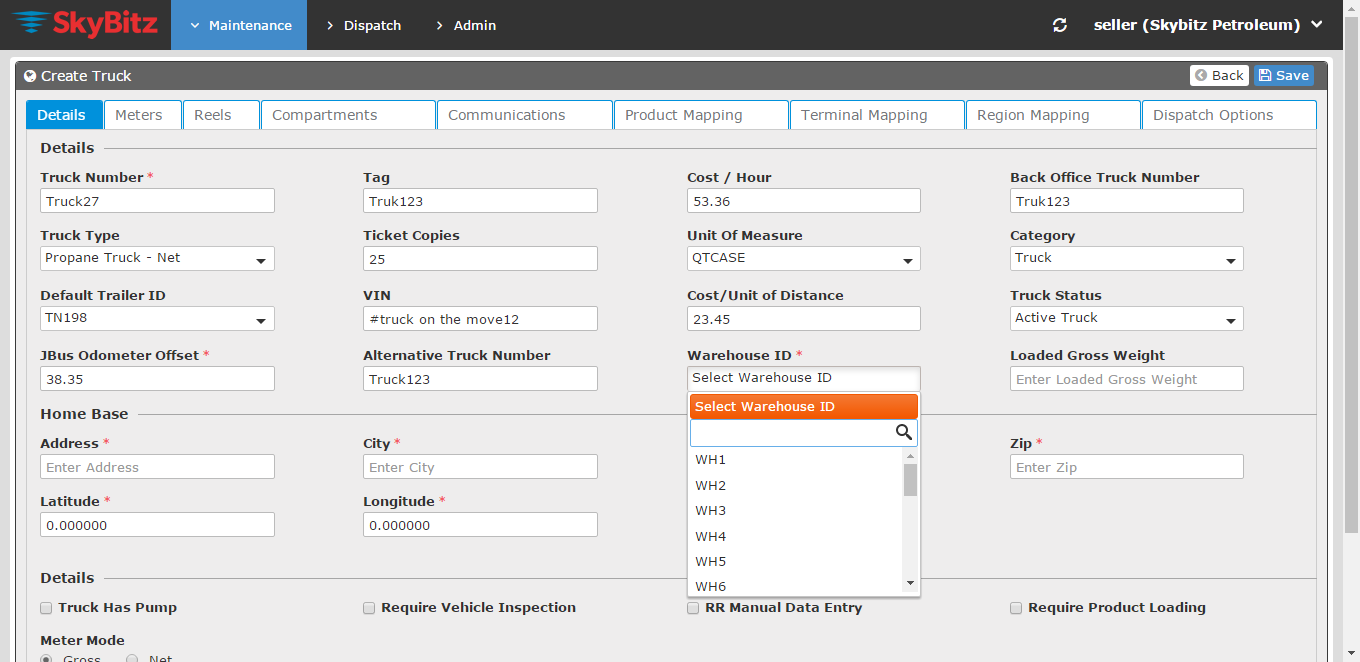 SkyBitz Maintenance Dispatch Admin seller (Skybitz Petroleum)
Create Truck Back Save
Details Meters Reels Compartments Communications Product Mapping Terminal Mapping Region Mapping Dispatch Options
Details
Truck Number * Tag Cost / Hour Back Office Truck Number
Truck27 Truk123 53.36 Truk123
Truck Type Ticket Copies Unit Of Measure Category
Propane Truck - Net 25 QTCASE Truck
Default Trailer ID VIN Cost/Unit of Distance Truck Status
TN198 #truck on the move12 23.45 Active Truck
JBus Odometer Offset * Alternative Truck Number Warehouse ID * Loaded Gross Weight
38.35 Truck123 Select Warehouse ID Enter Loaded Gross Weight
Home Base Select Warehouse ID
Address * City * Zip *
Enter Address Enter City WH1 Enter Zip
WH2
Latitude * Longitude * WH3
0.000000 0.000000 WH4
WH5
Details WH6
Truck Has Pump Require Vehicle Inspection RR Manual Data Entry Require Product Loading
Meter Mode
Gross Net